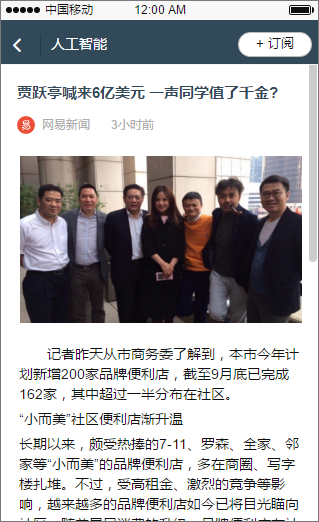 中国移动 12:00 AM
人工智能 + 订阅
贾跃亭喊来6亿美元 一声同学值了千金?
易 网易新闻 3小时前
记者昨天从市商务委了解到，本市今年计
划新增200家品牌便利店，截至9月底已完成
162家，其中超过一半分布在社区。
“小而美”社区便利店渐升温
长期以来，颇受热捧的7-11、罗森、全家、邻
家等“小而美”的品牌便利店，多在商圈、写字
楼扎堆。不过，受高租金、激烈的竞争等影
响，越来越多的品牌便利店如今已将目光瞄向